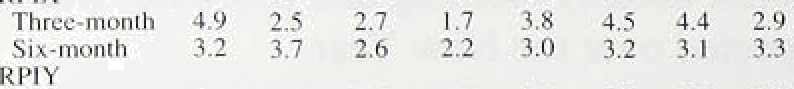 Three-month 4.9 2.5 2.7 1.7 3.8 4.5 4.4 2.9
Six-month 3.2 3.7 2.6 2.2 3.0 3.2 3.1 3.3
RPIY